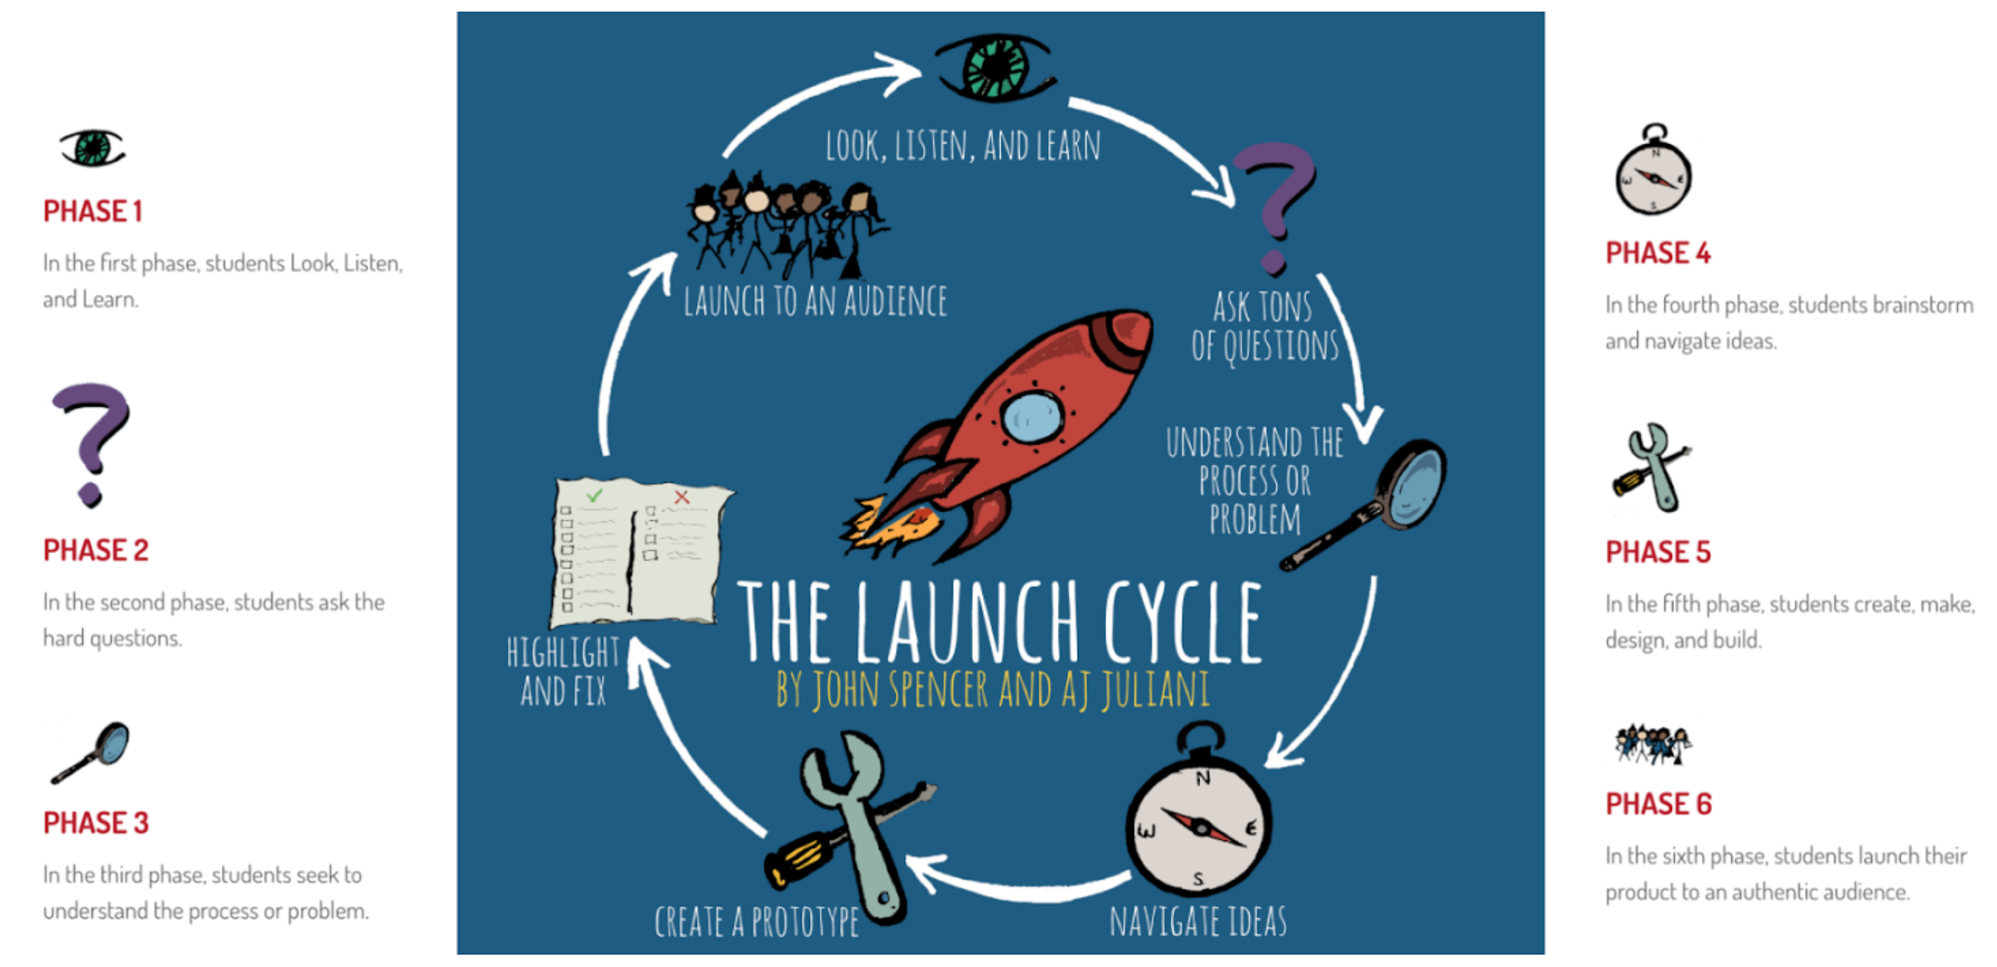 PHASE 1
In the first phase, students Look, Listen,
and Learn.
PHASE 2
In the second phase, students ask the
hard questions.
PHASE 3
In the third phase, students seek to
understand the process or problem.
LOOK, LISTEN, AND LEARN
ASK TONS
OF QUESTIONS
UNDERSTAND THE
PROCESS OR
PROBLEM
N
W
E
S
NAVIGATE IDEAS
CREATE A PROTOTYPE
HIGHLIGHT
AND FIX
LAUNCH TO AN AUDIENCE
THE LAUNCH CYCLE
BY JOHN SPENCER AND AJ JULIANI
N
W
E
S
PHASE 4
In the fourth phase, students brainstorm
and navigate ideas.
PHASE 5
In the fifth phase, students create, make,
design, and build.
PHASE 6
In the sixth phase, students launch their
product to an authentic audience.